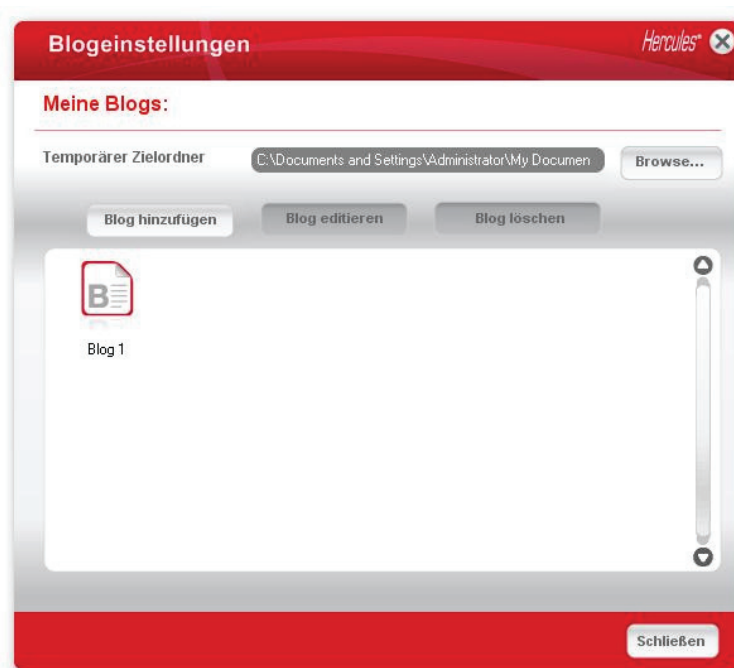 Blogeinstellungen Hercules
Meine Blogs:
Temporärer Zielordner C:\Documents and Settings\Administrator\My Documen Browse...
Blog hinzufügen Blog editieren Blog löschen
B
Blog 1
Schließen